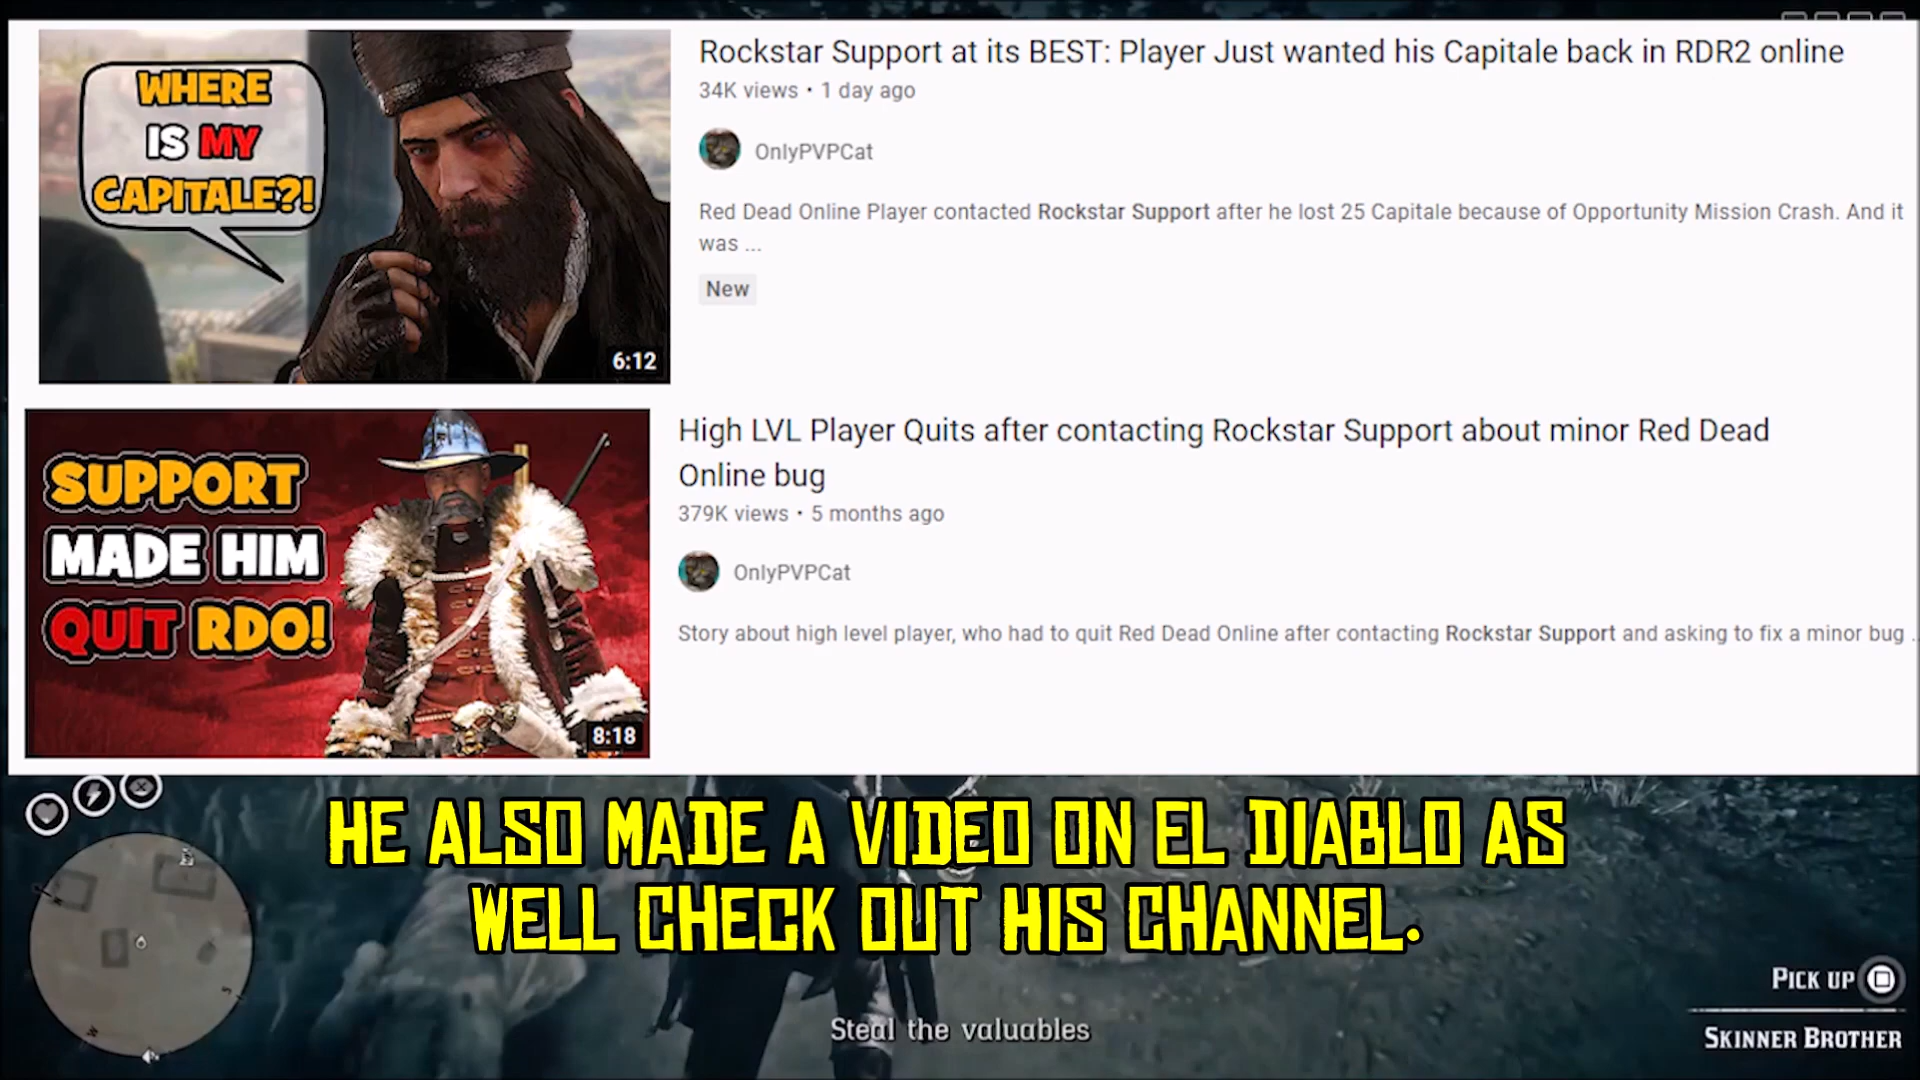 WHERE
IS MY
CAPITALE?!
6:12
Rockstar Support at its BEST: Player Just wanted his Capitale back in RDR2 online
34K views • 1 day ago
OnlyPVPCat
Red Dead Online Player contacted Rockstar Support after he lost 25 Capitale because of Opportunity Mission Crash. And it
was ...
New
SUPPORT
MADE HIM
QUIT RDO!
8:18
High LVL Player Quits after contacting Rockstar Support about minor Red Dead
Online bug
379K views • 5 months ago
OnlyPVPCat
Story about high level player, who had to quit Red Dead Online after contacting Rockstar Support and asking to fix a minor bug ..
HE ALSO MADE A VIDEO ON EL DIABLO AS
WELL CHECK OUT HIS CHANNEL.
PICK UP
Steal the valuables
SKINNER BROTHER